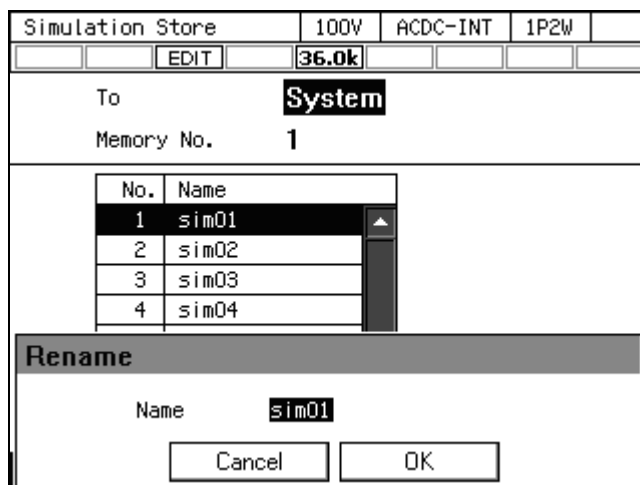 Simulation Store 100V ACDC-INT 1P2W
EDIT 36.0k
To System
Memory No. 1
No. Name
1 sim01
2 sim02
3 sim03
4 sim04
Rename
Name sim01
Cancel OK